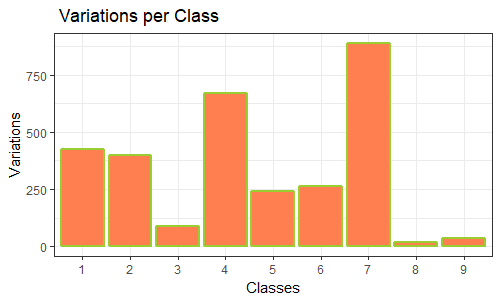 Variations per Class
Variations
750
500
250
0
1 2 3 4 5 6 7 8 9
Classes